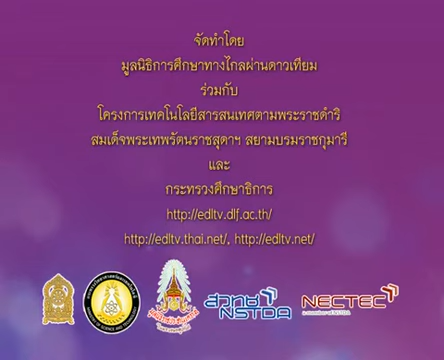 จัดทำโดย
มูลนิธิการศึกษาทางไกลผ่านดาวเทียม
ร่วมกับ
โครงการเทคโนโลยีสารสนเทศตามพระราชดำริ
สมเด็จพระเทพรัตนราชสุดาฯ สยามบรมราชกุมารี
และ
กระทรวงศึกษาธิการ
http://edltv.dlf.ac.th/
http://edltv.thai.net/, http://edltv.net/
สวทช
NSTDA
NECTEC
a member of NSTDA